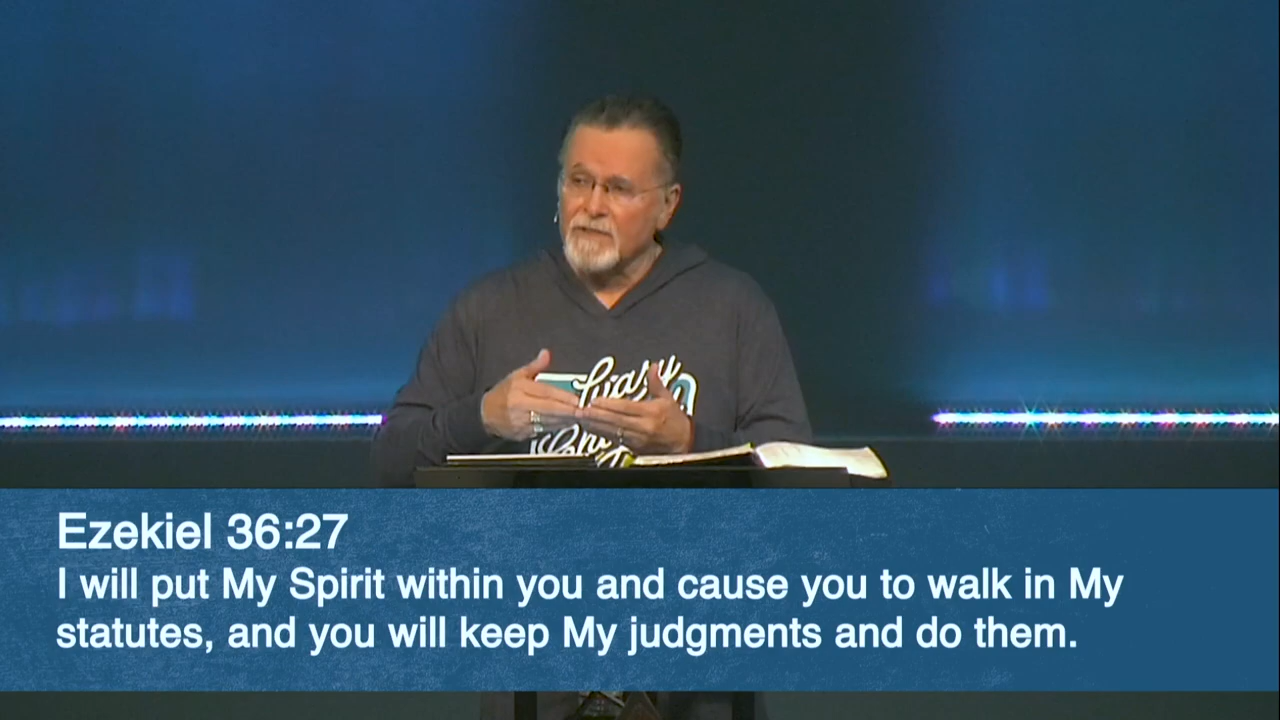 Ezekiel 36:27
I will put My Spirit within you and cause you to walk in My
statutes, and you will keep My judgments and do them.